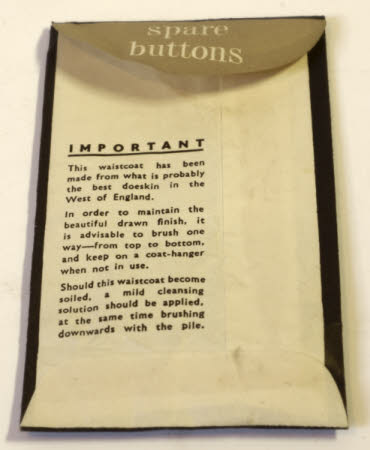 spare
buttons
IMPORTANT
This waistcoat has been
made from what is probably
the best doeskin in the
West of England.
In order to maintain the
beautiful drawn finish, it
is advisable to brush one
way—from top to bottom,
and keep on a coat-hanger
when not in use.
Should this waistcoat become
soiled, a mild cleansing
solution should be applied,
at the same time brushing
downwards with the pile.